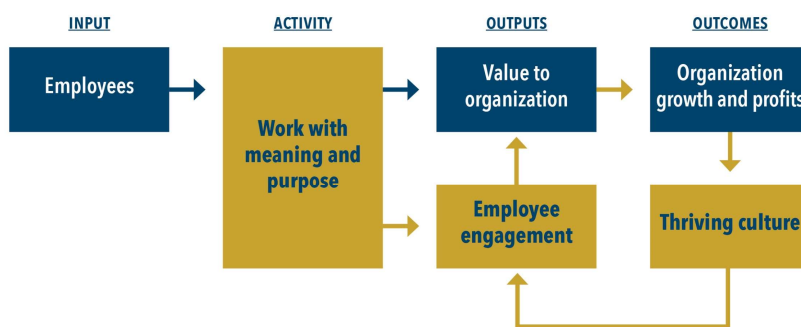 INPUT
ACTIVITY
OUTPUTS
OUTCOMES
Employees
Work with
meaning and
purpose
Value to
organization
Employee
engagement
Organization
growth and profits
Thriving culture